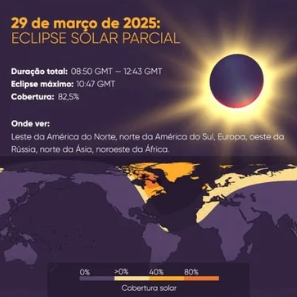 29 de março de 2025:
ECLIPSE SOLAR PARCIAL
Duração total: 08:50 GMT — 12:43 GMT
Eclipse máximo: 10:47 GMT
Cobertura: 82,5%
Onde ver:
Leste da América do Norte, norte da América do Sul, Europa, oeste da
Rússia, norte da Ásia, noroeste da África.
0% >0% 40% 80%
Cobertura solar